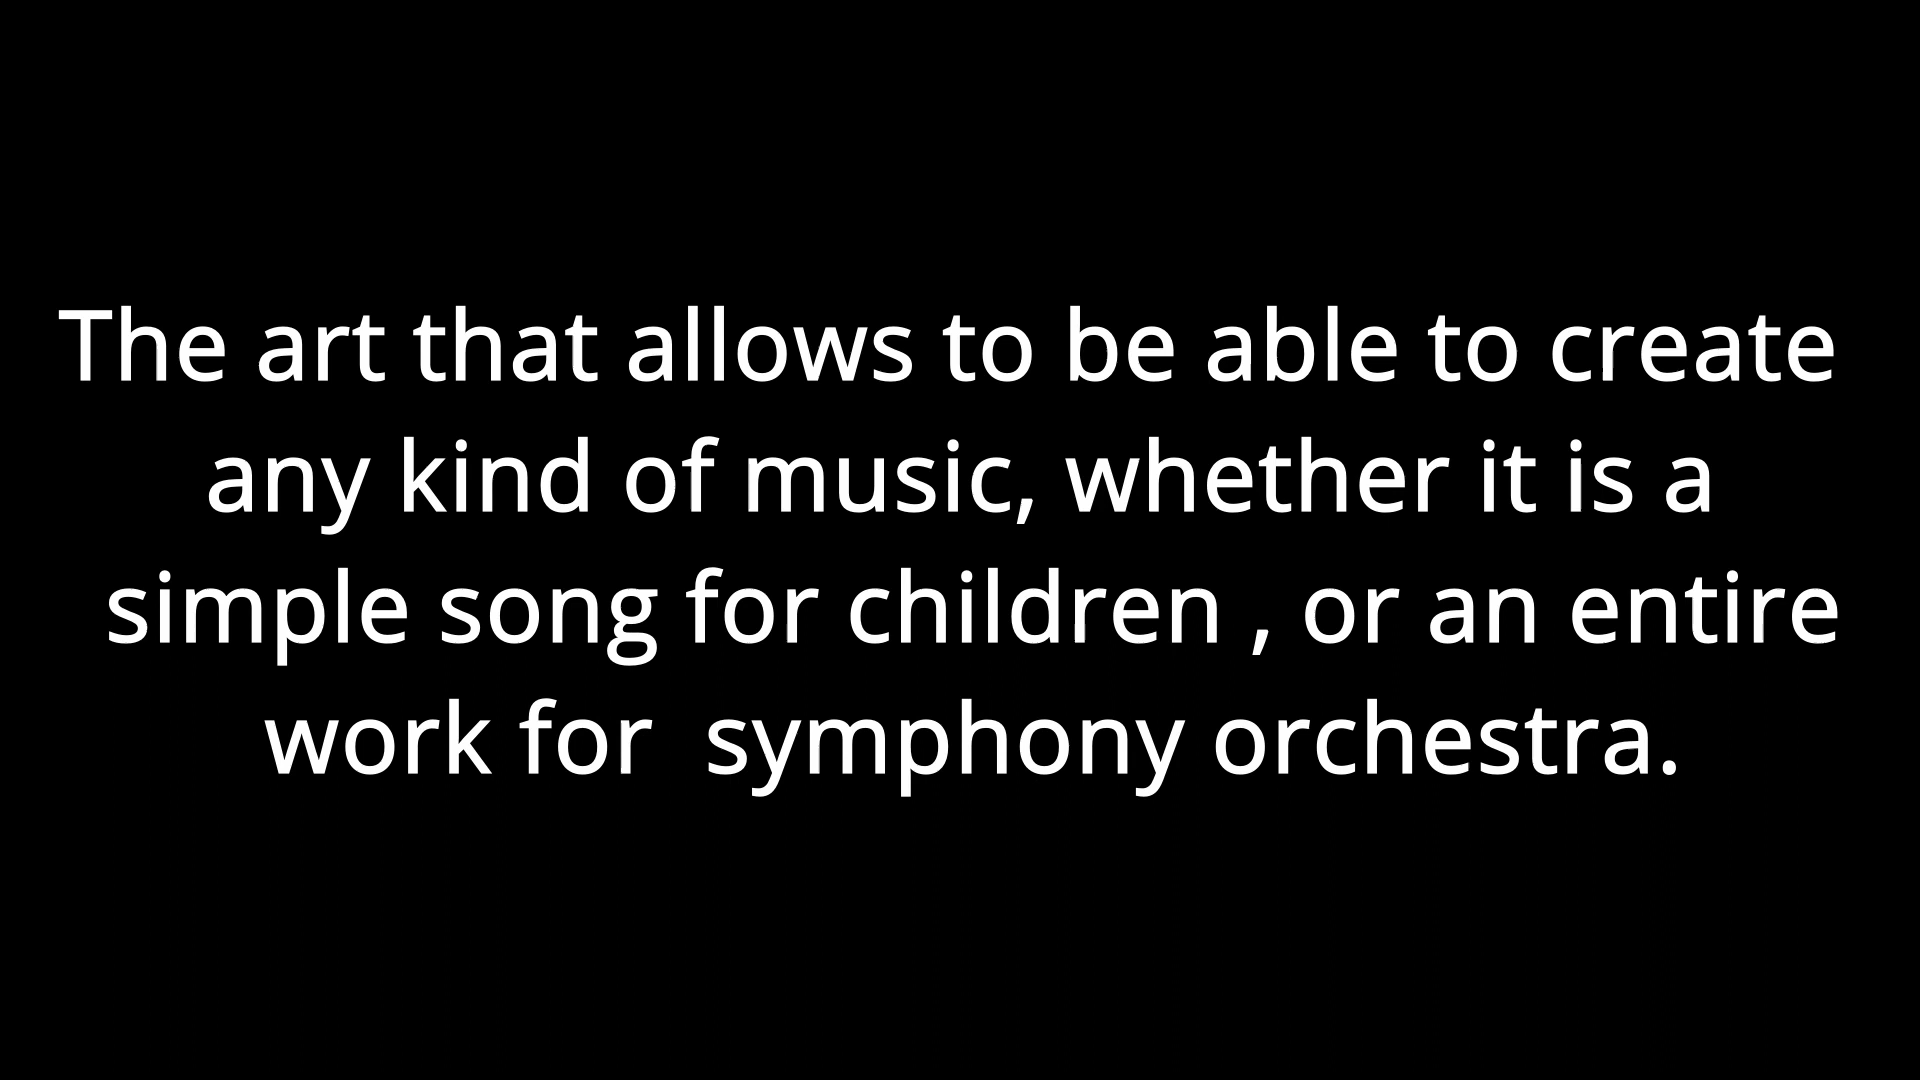 The art that allows to be able to create
any kind of music, whether it is a
simple song for children , or an entire
work for  symphony orchestra.